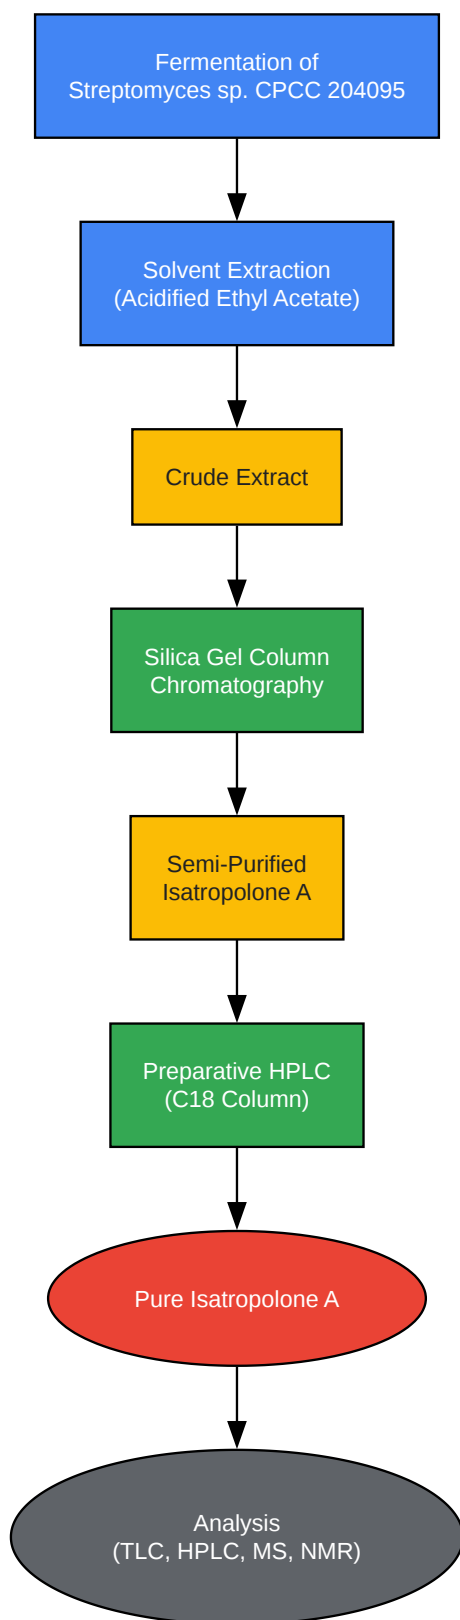 Fermentation of
Streptomyces sp. CPCC 204095
Solvent Extraction
(Acidified Ethyl Acetate)
Crude Extract
Silica Gel Column
Chromatography
Semi-Purified
Isatropolone A
Preparative HPLC
(C18 Column)
Pure Isatropolone A
Analysis
(TLC, HPLC, MS, NMR)